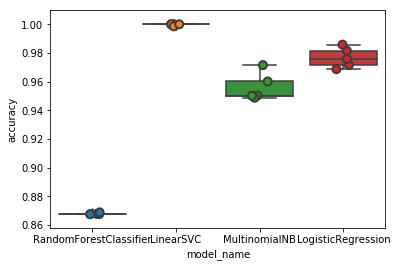 1.00
0.98
0.96
0.94
0.92
0.90
0.88
0.86
accuracy
RandomForestClassifier LinearSVC MultinomialNB LogisticRegression
model_name